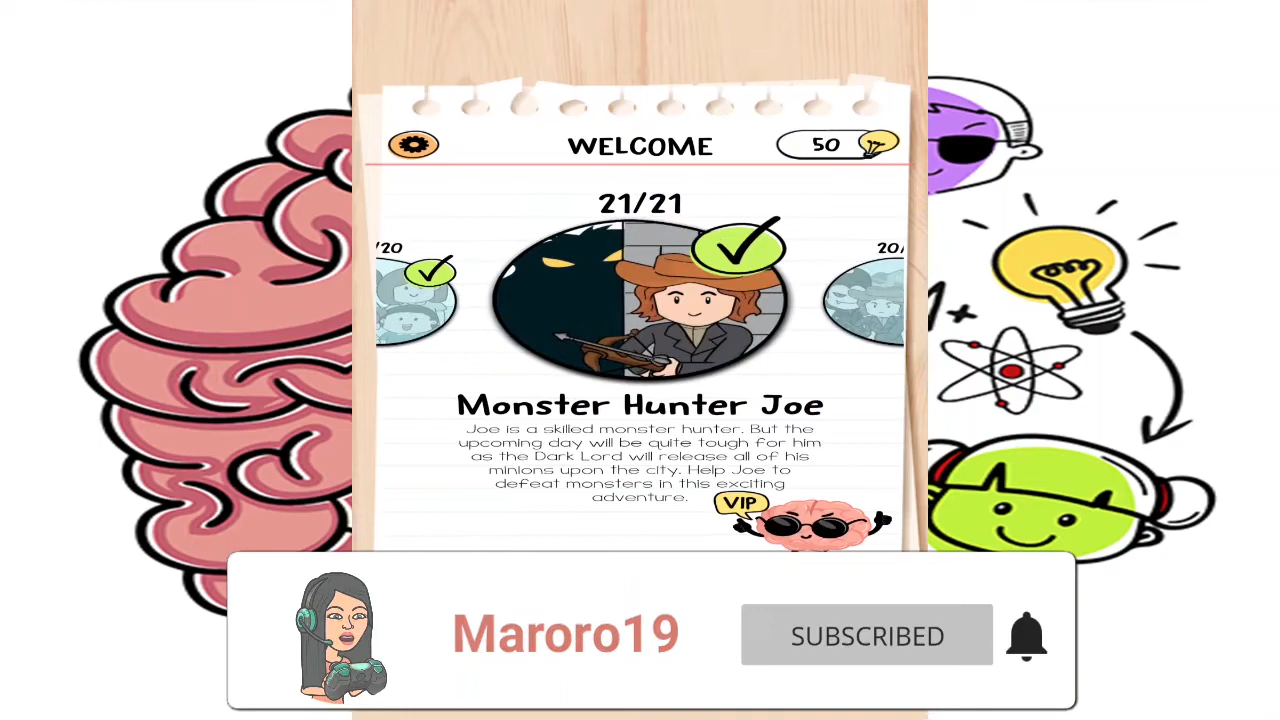 WELCOME
50
21/21
/20
20/
Monster Hunter Joe
Joe is a skilled monster hunter. But the
upcoming day will be quite tough for him
as the Dark Lord will release all of his
minions upon the city. Help Joe to
defeat monsters in this exciting
adventure.
VIP
Maroro19
SUBSCRIBED